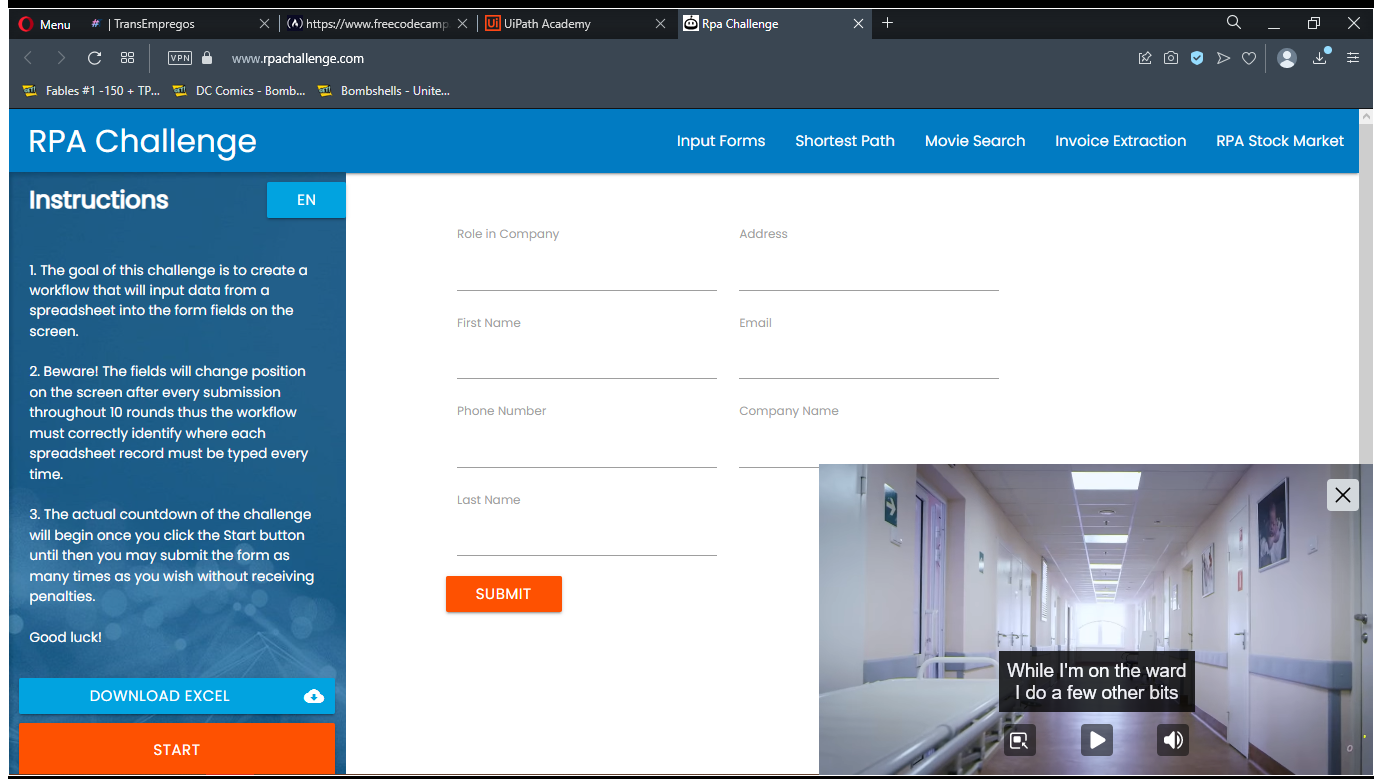 Menu
# | TransEmpregos
(A) https://www.freecodecamp
Ui UiPath Academy
Rpa Challenge
VPN
www.rpachallenge.com
Fables #1 -150 + TP...
DC Comics - Bomb...
Bombshells - Unite...
RPA Challenge
Input Forms
Shortest Path
Movie Search
Invoice Extraction
RPA Stock Market
Instructions
EN
1. The goal of this challenge is to create a
workflow that will input data from a
spreadsheet into the form fields on the
screen.
2. Beware! The fields will change position
on the screen after every submission
throughout 10 rounds thus the workflow
must correctly identify where each
spreadsheet record must be typed every
time.
3. The actual countdown of the challenge
will begin once you click the Start button
until then you may submit the form as
many times as you wish without receiving
penalties.
Good luck!
DOWNLOAD EXCEL
START
Role in Company
Address
First Name
Email
Phone Number
Company Name
Last Name
SUBMIT
While I'm on the ward
I do a few other bits